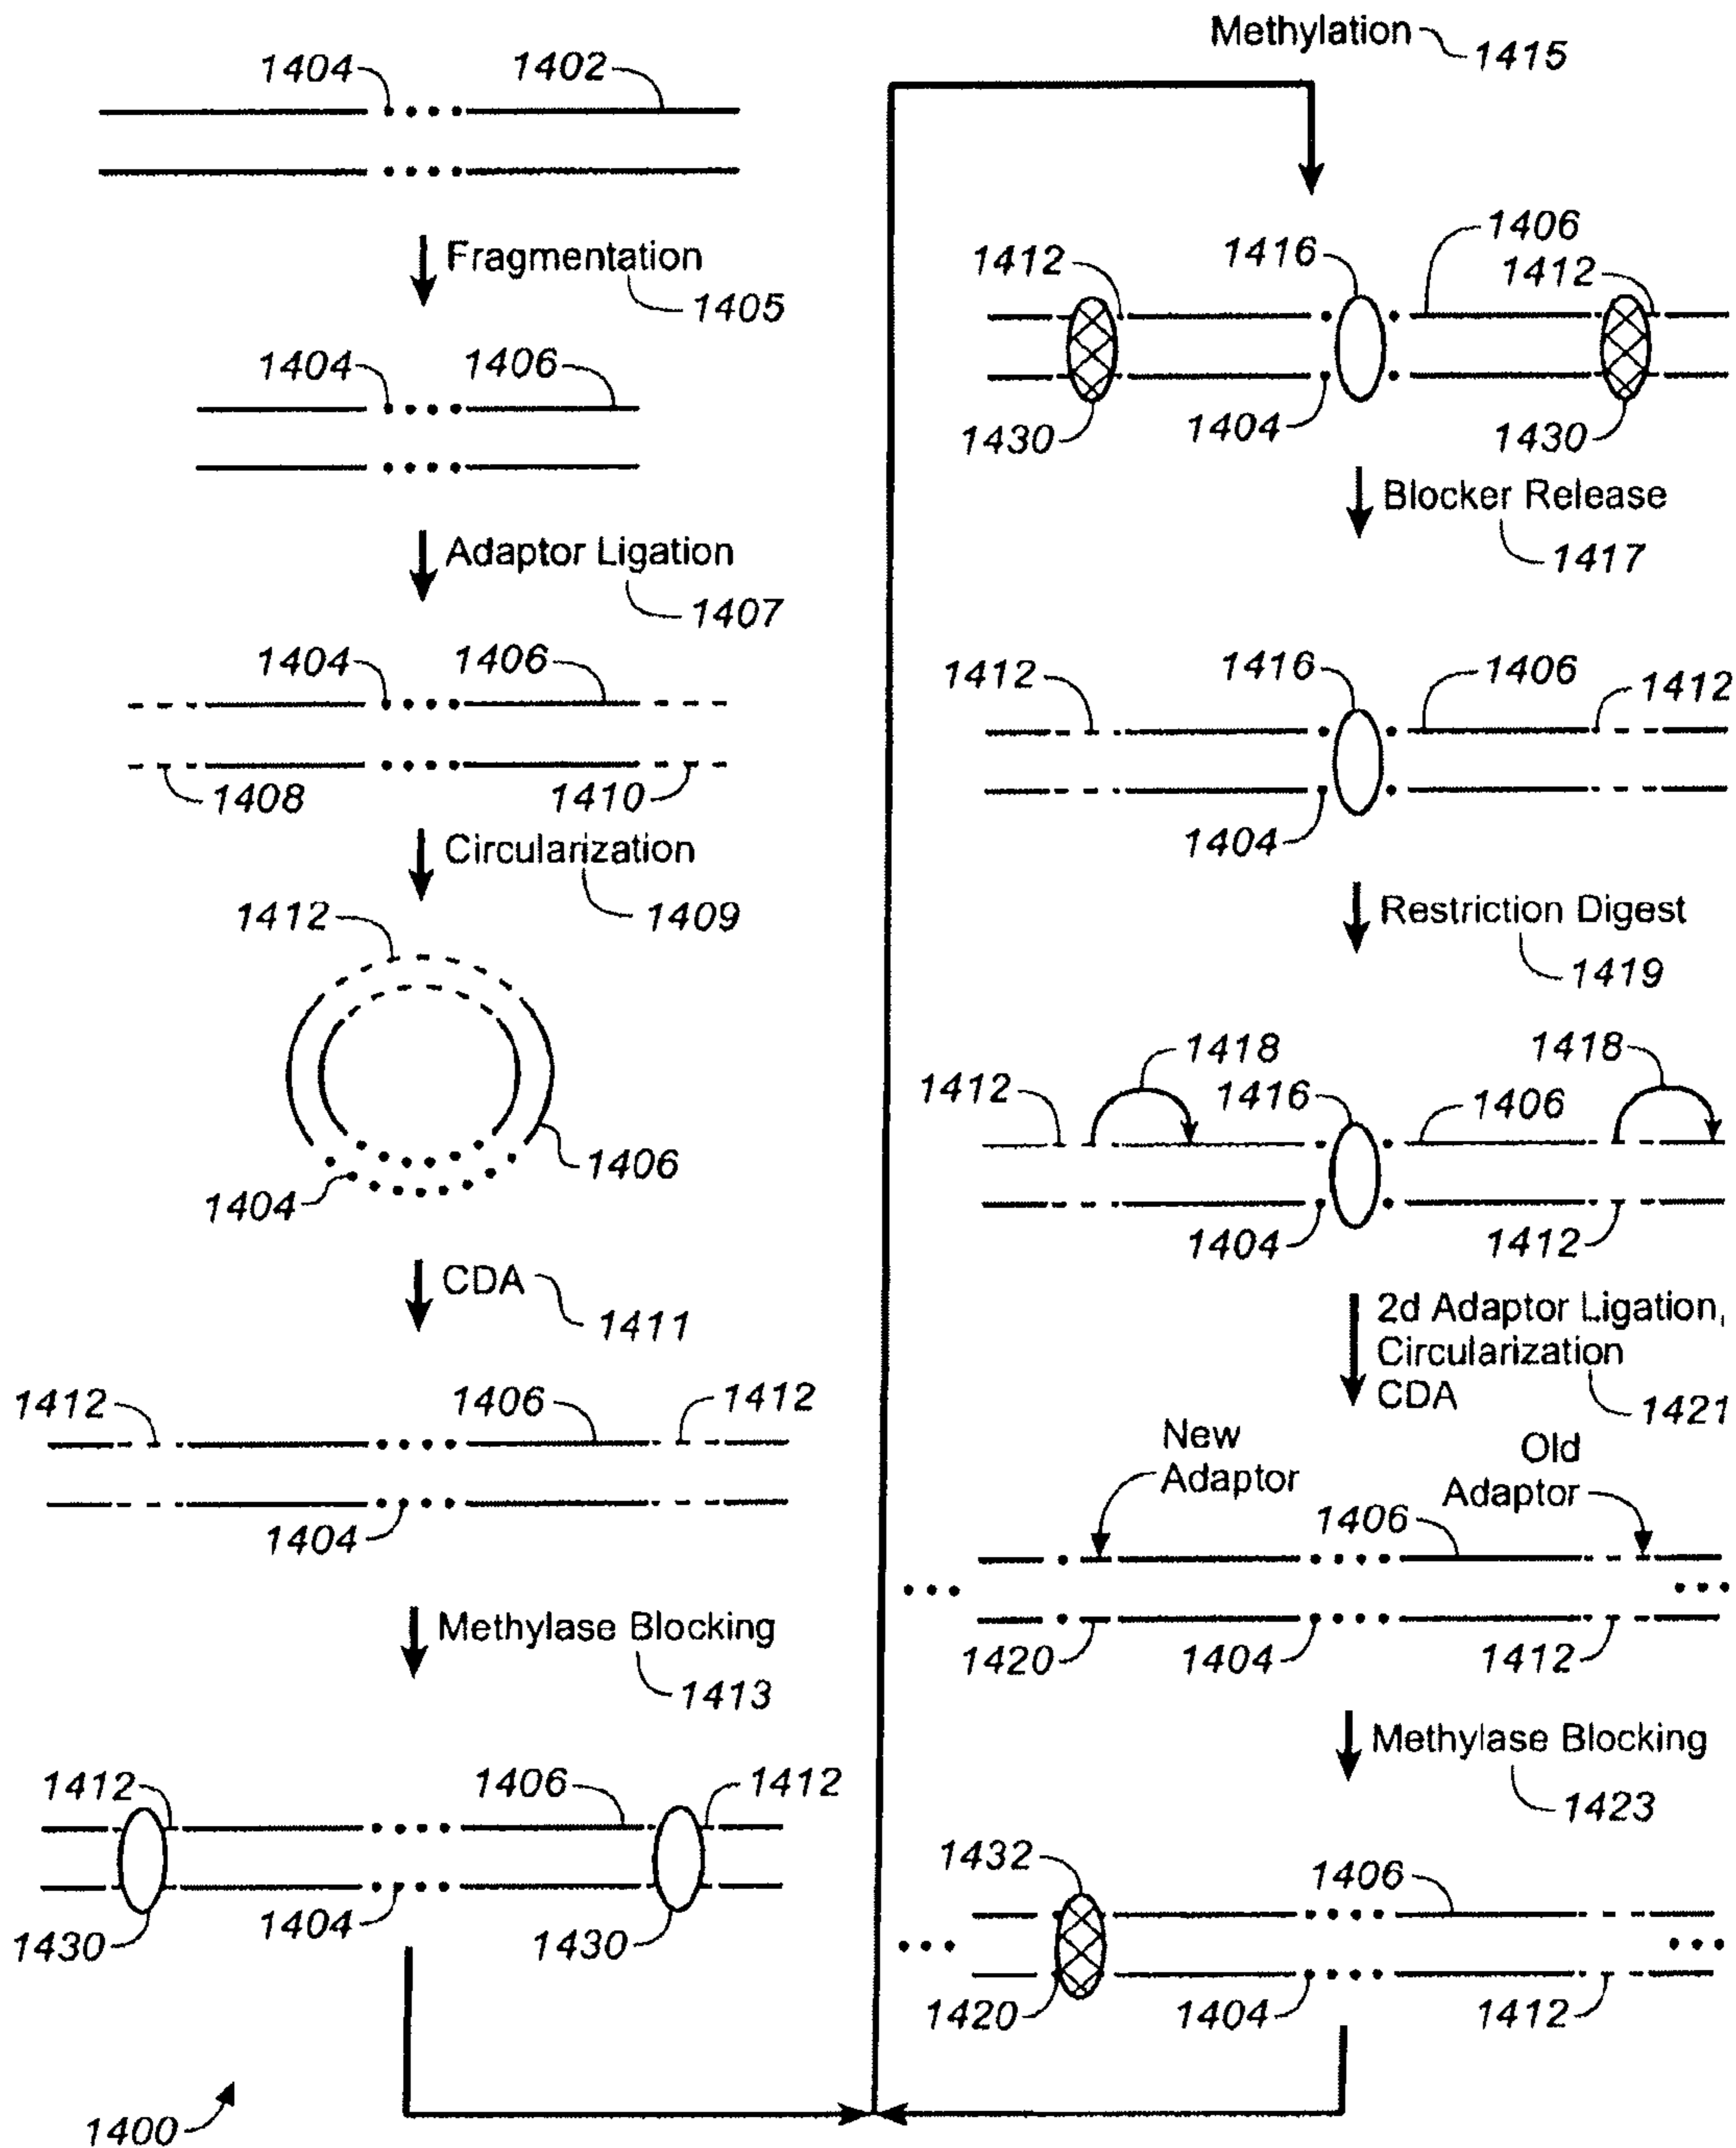 1404 1402
Fragmentation
1405
1404 1406
Adaptor Ligation
1407
1404 1406
1408 1410
Circularization
1409
1412
1406
1404
CDA
1411
1412 1406 1412
1404
Methylase Blocking
1413
1412 1406 1412
1430 1404 1430
1400
Methylation
1415
1406
1412 1416 1412
1430 1404 1430
Blocker Release
1417
1412 1416 1406 1412
1404
Restriction Digest
1419
1418 1418
1412 1416 1406
1404 1412
2d Adaptor Ligation,
Circularization
CDA
1421
New
Adaptor
Old
Adaptor
1406
1420 1404 1412
Methylase Blocking
1423
1432 1406
1420 1404 1412